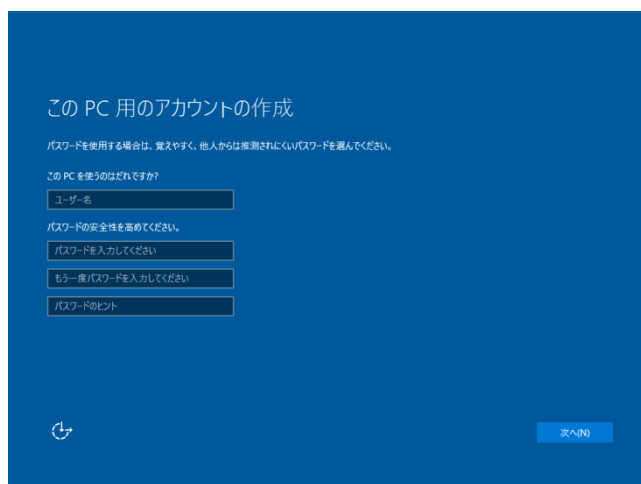 この PC 用のアカウントの作成
パスワードを使用する場合は、覚えやすく、他人からは推測されにくいパスワードを選んでください。
この PC を使うのはだれですか?
ユーザー名
パスワードの安全性を高めてください。
パスワードを入力してください
もう一度パスワードを入力してください
パスワードのヒント
次へ(N)